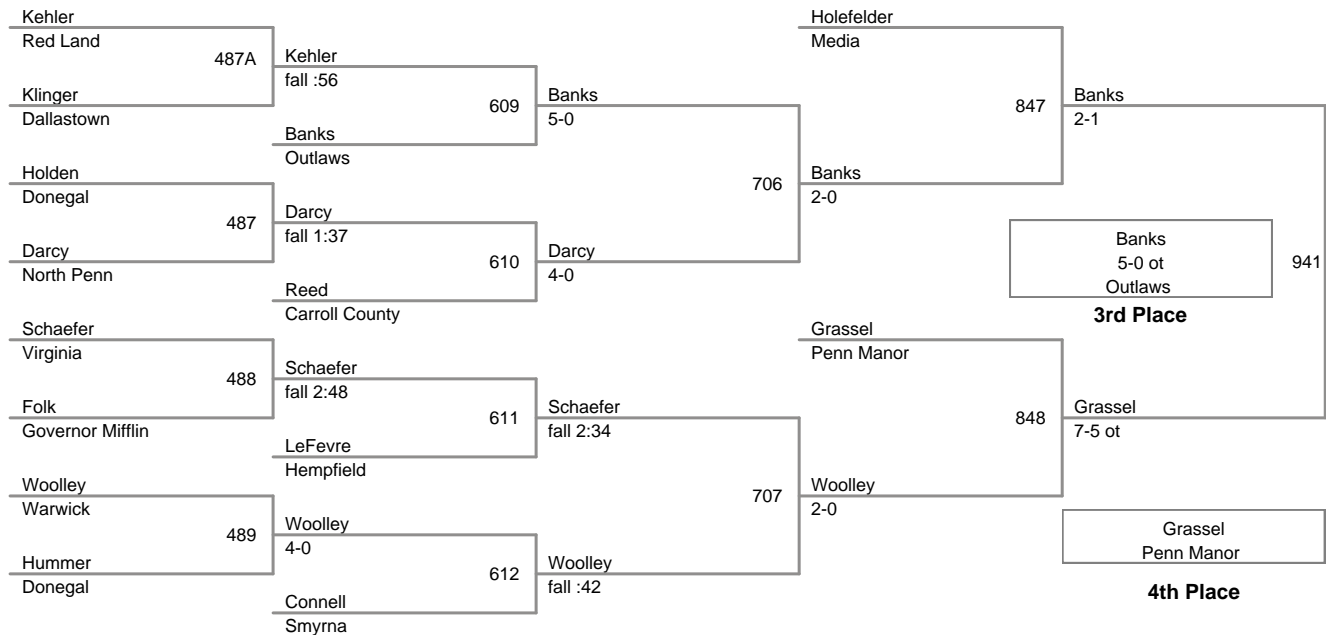 Kehler
Red Land
487A
Klinger
Dallastown
Holden
Donegal
487
Darcy
North Penn
Schaefer
Virginia
488
Folk
Governor Mifflin
Woolley
Warwick
489
Hummer
Donegal
Kehler
fall :56
609
Banks
Outlaws
Darcy
fall 1:37
610
Reed
Carroll County
Schaefer
fall 2:48
611
LeFevre
Hempfield
Woolley
4-0
612
Connell
Smyrna
Banks
5-0
706
Darcy
4-0
Schaefer
fall 2:34
707
Woolley
fall :42
Holefelder
Media
847
Banks
2-0
Grassel
Penn Manor
848
Woolley
2-0
Banks
2-1
941
Grassel
7-5 ot
Banks
5-0 ot
Outlaws
3rd Place
Grassel
Penn Manor
4th Place